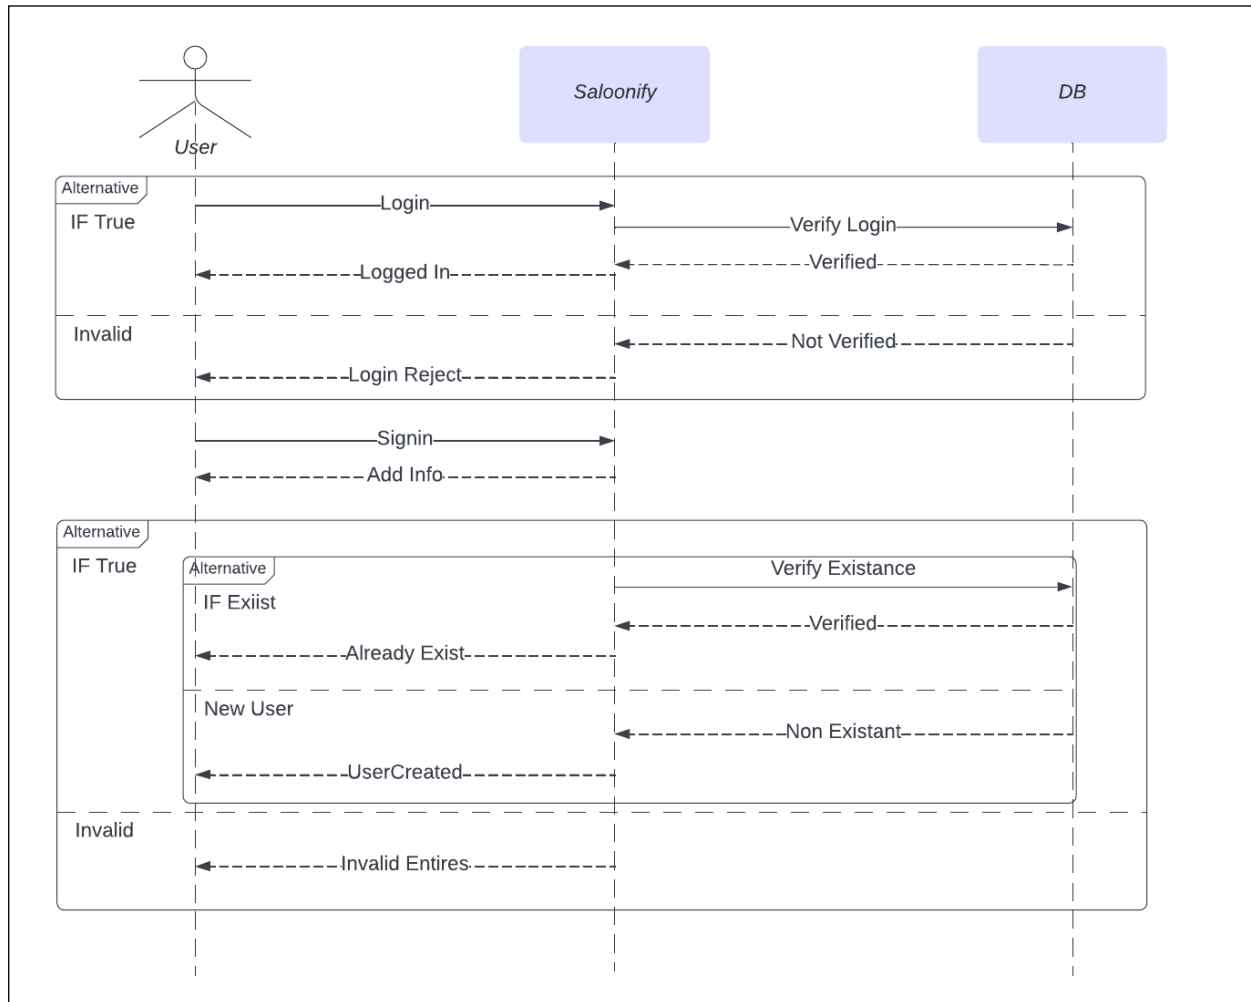 User
Saloonify
DB
Alternative
IF True
Login
Verify Login
Verified
Logged In
Invalid
Not Verified
Login Reject
Signin
Add Info
Alternative
IF True
Alternative
Verify Existance
IF Exiist
Verified
Already Exist
New User
Non Existant
UserCreated
Invalid
Invalid Entires